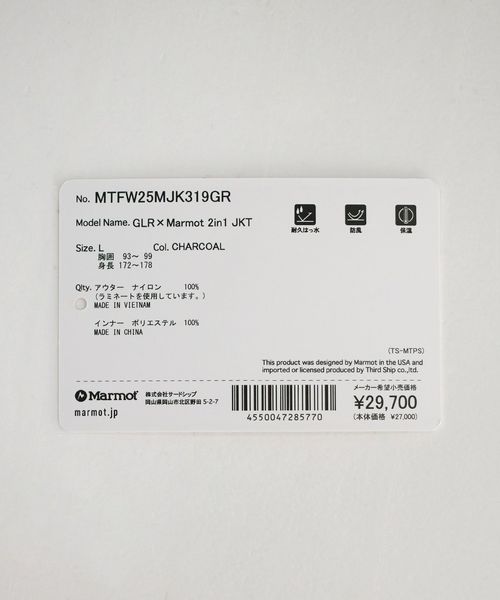 No. MTFW25MJK319GR
Model Name. GLR×Marmot 2in1 JKT
耐久はっ水 防風 保温
Size. L Col. CHARCOAL
胸囲 93～ 99
身長 172～178
Qlty. アウター ナイロン 100%
(ラミネートを使用しています。)
MADE IN VIETNAM
インナー ポリエステル 100%
MADE IN CHINA
(TS-MTPS)
This product was designed by Marmot in the USA and
imported or licensed produced by Third Ship co.,ltd.
Marmot
marmot.jp
株式会社サードシップ
岡山県岡山市北区野田 5-2-7
4550047285770
メーカー希望小売価格
¥29,700
(本体価格 ¥27,000)